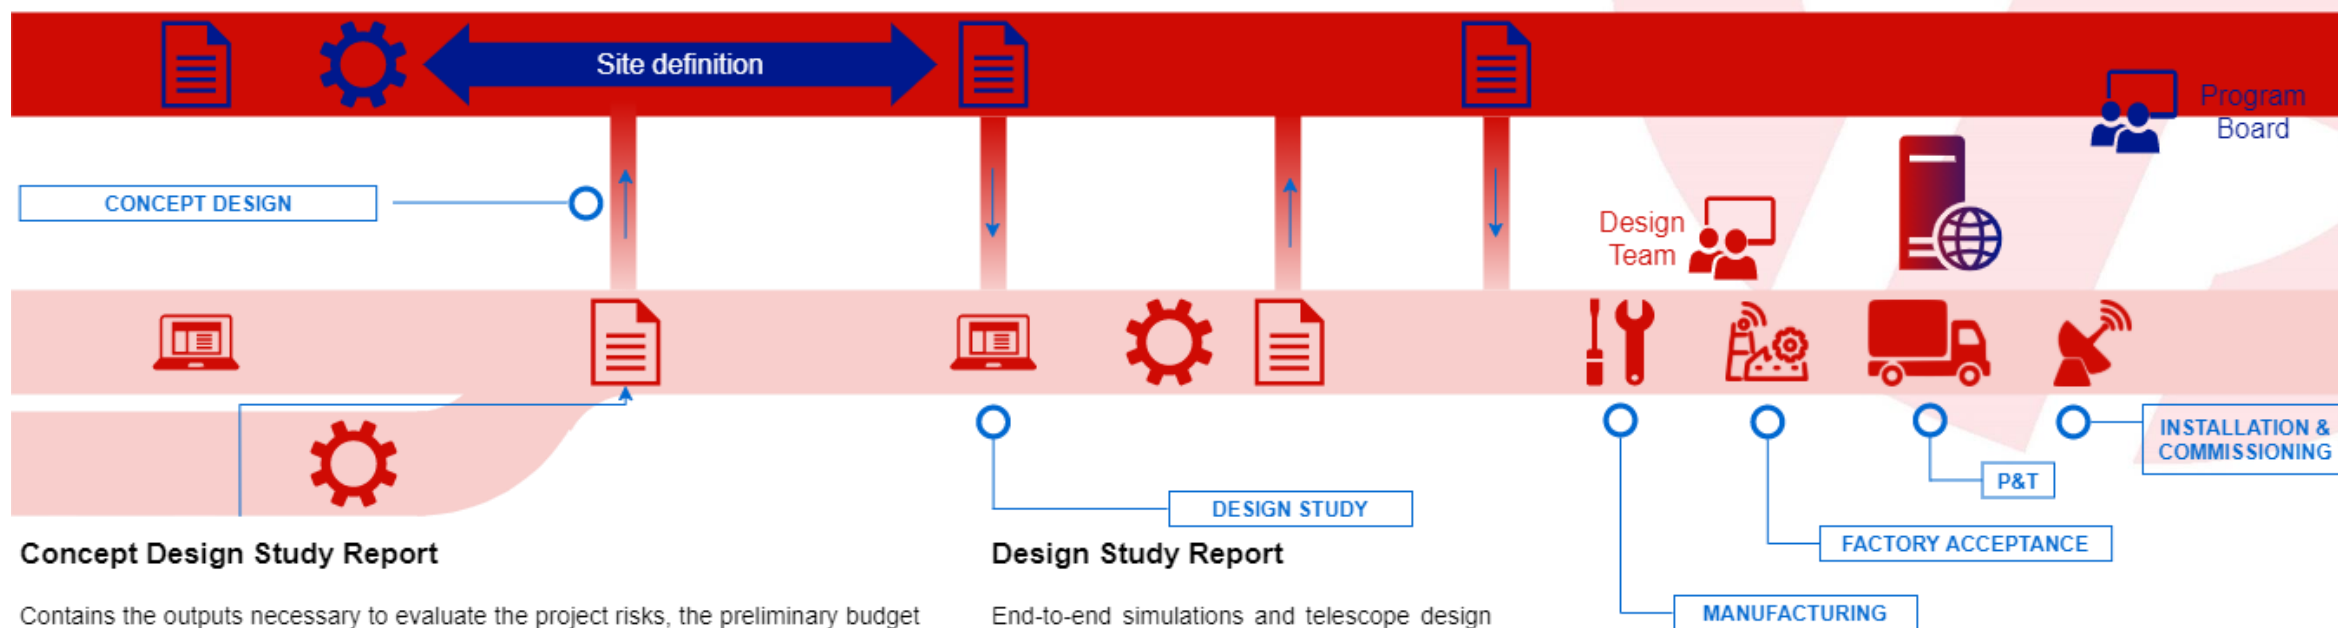 Site definition
Program
Board
CONCEPT DESIGN
Design
Team
INSTALLATION &
COMMISSIONING
P&T
DESIGN STUDY
FACTORY ACCEPTANCE
Concept Design Study Report
Design Study Report
Contains the outputs necessary to evaluate the project risks, the preliminary budget
End-to-end simulations and telescope design
MANUFACTURING